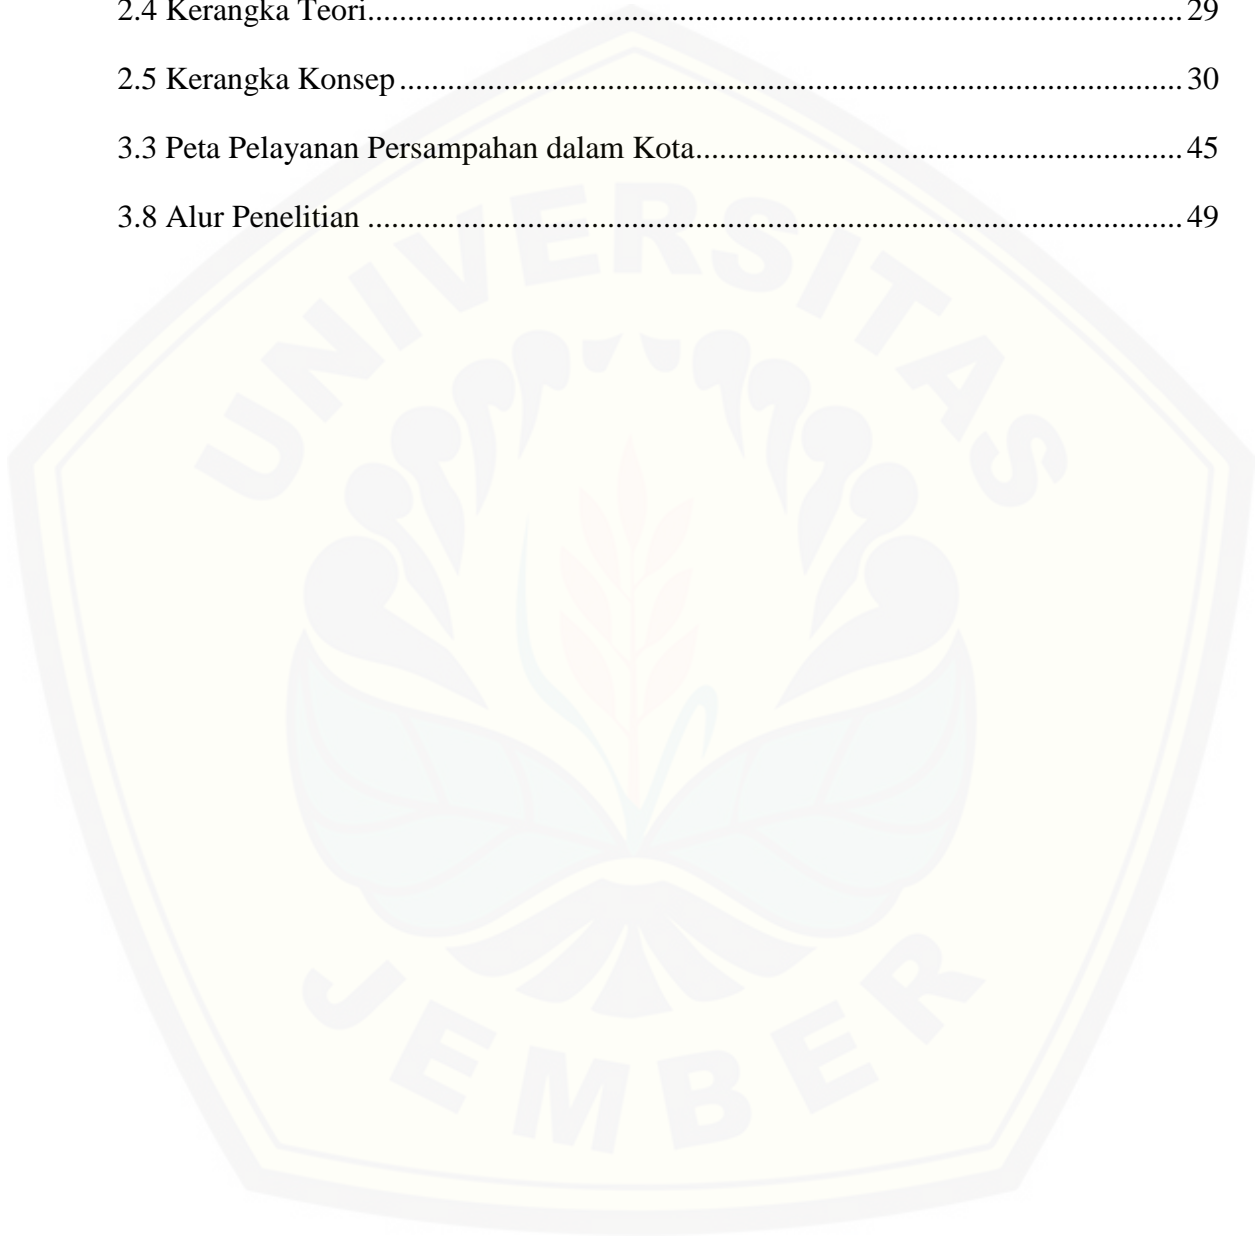 2.4 Kerangka Teori.......................................................................................................29
2.5 Kerangka Konsep...................................................................................................30
3.3 Peta Pelayanan Persampahan dalam Kota.............................................................45
3.8 Alur Penelitian.......................................................................................................49
UNIVERSITAS
JEMBER